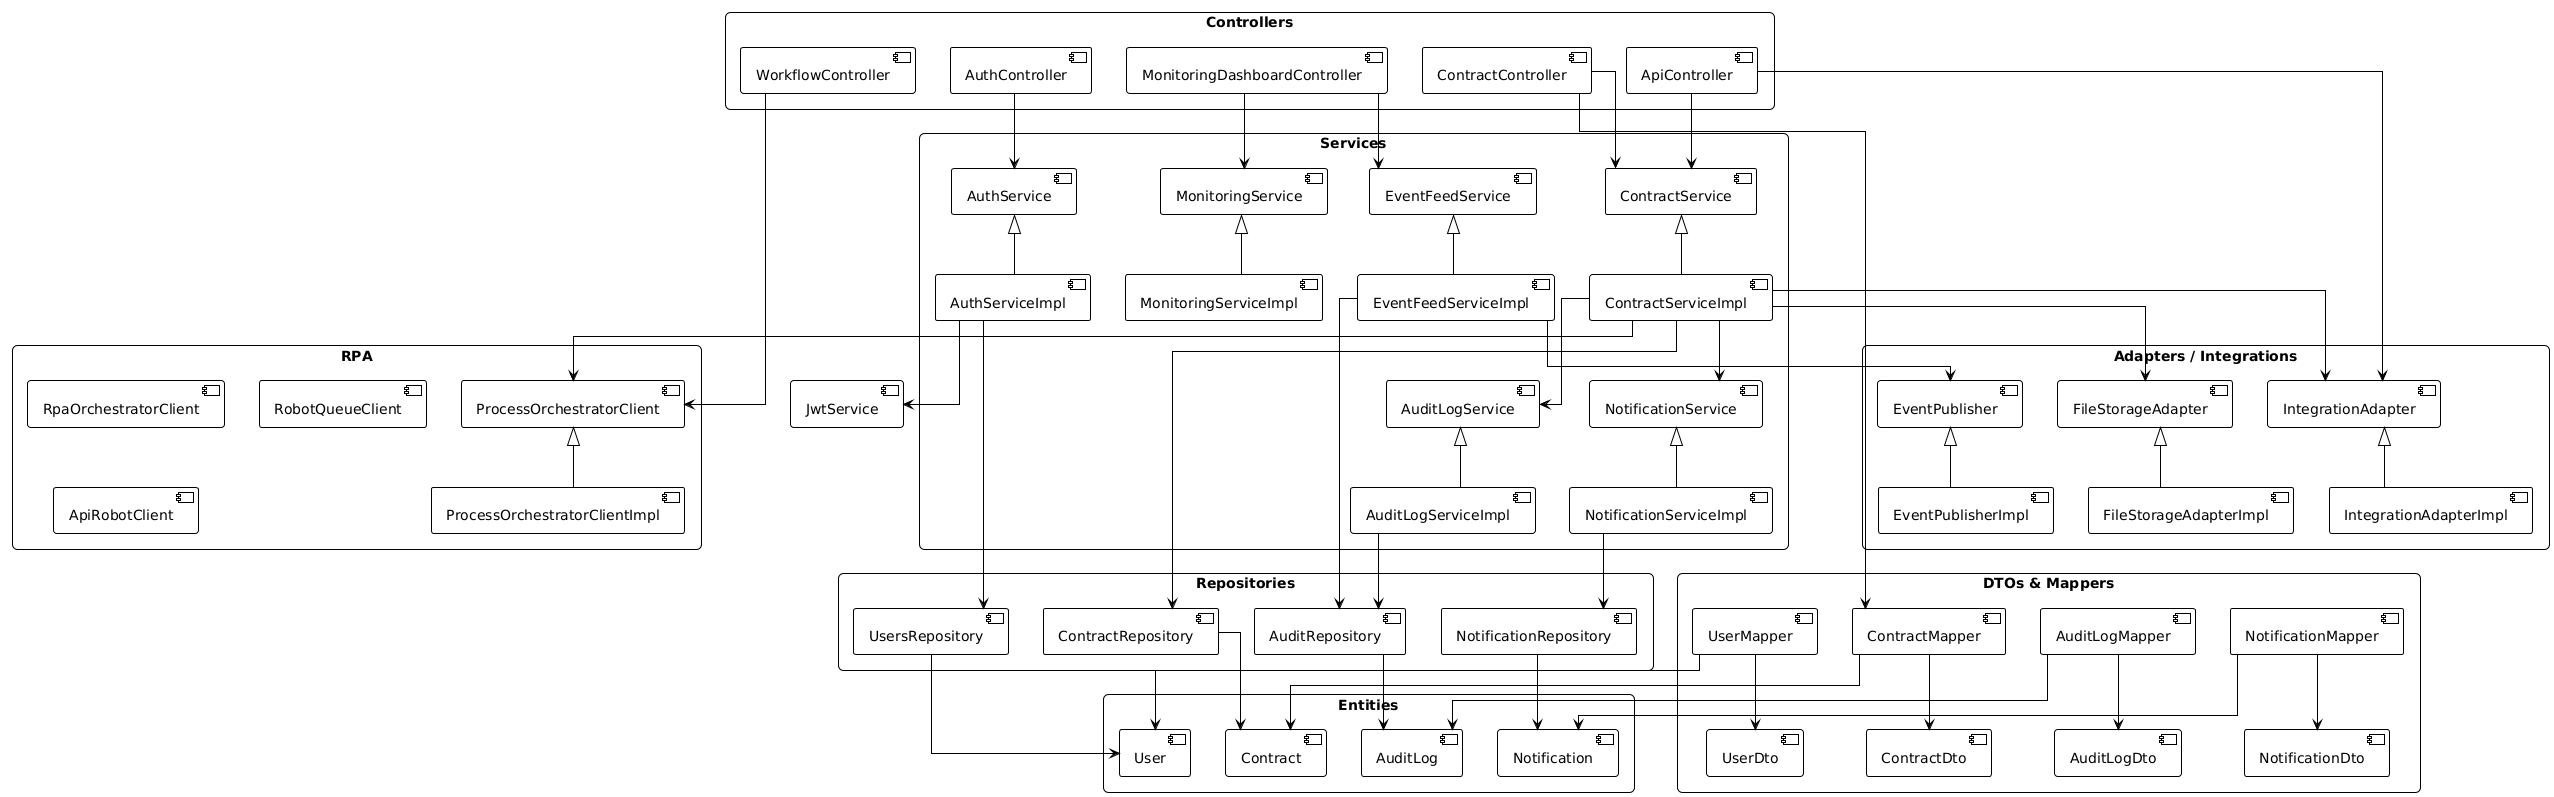 Controllers
WorkflowController
AuthController
MonitoringDashboardController
ContractController
ApiController
Services
AuthService
MonitoringService
EventFeedService
ContractService
AuthServiceImpl
MonitoringServiceImpl
EventFeedServiceImpl
ContractServiceImpl
RPA
Adapters / Integrations
RpaOrchestratorClient
RobotQueueClient
ProcessOrchestratorClient
JwtService
AuditLogService
NotificationService
EventPublisher
FileStorageAdapter
IntegrationAdapter
ApiRobotClient
ProcessOrchestratorClientImpl
AuditLogServiceImpl
NotificationServiceImpl
EventPublisherImpl
FileStorageAdapterImpl
IntegrationAdapterImpl
Repositories
DTOs & Mappers
UsersRepository
ContractRepository
AuditRepository
NotificationRepository
UserMapper
ContractMapper
AuditLogMapper
NotificationMapper
Entities
User
Contract
AuditLog
Notification
UserDto
ContractDto
AuditLogDto
NotificationDto